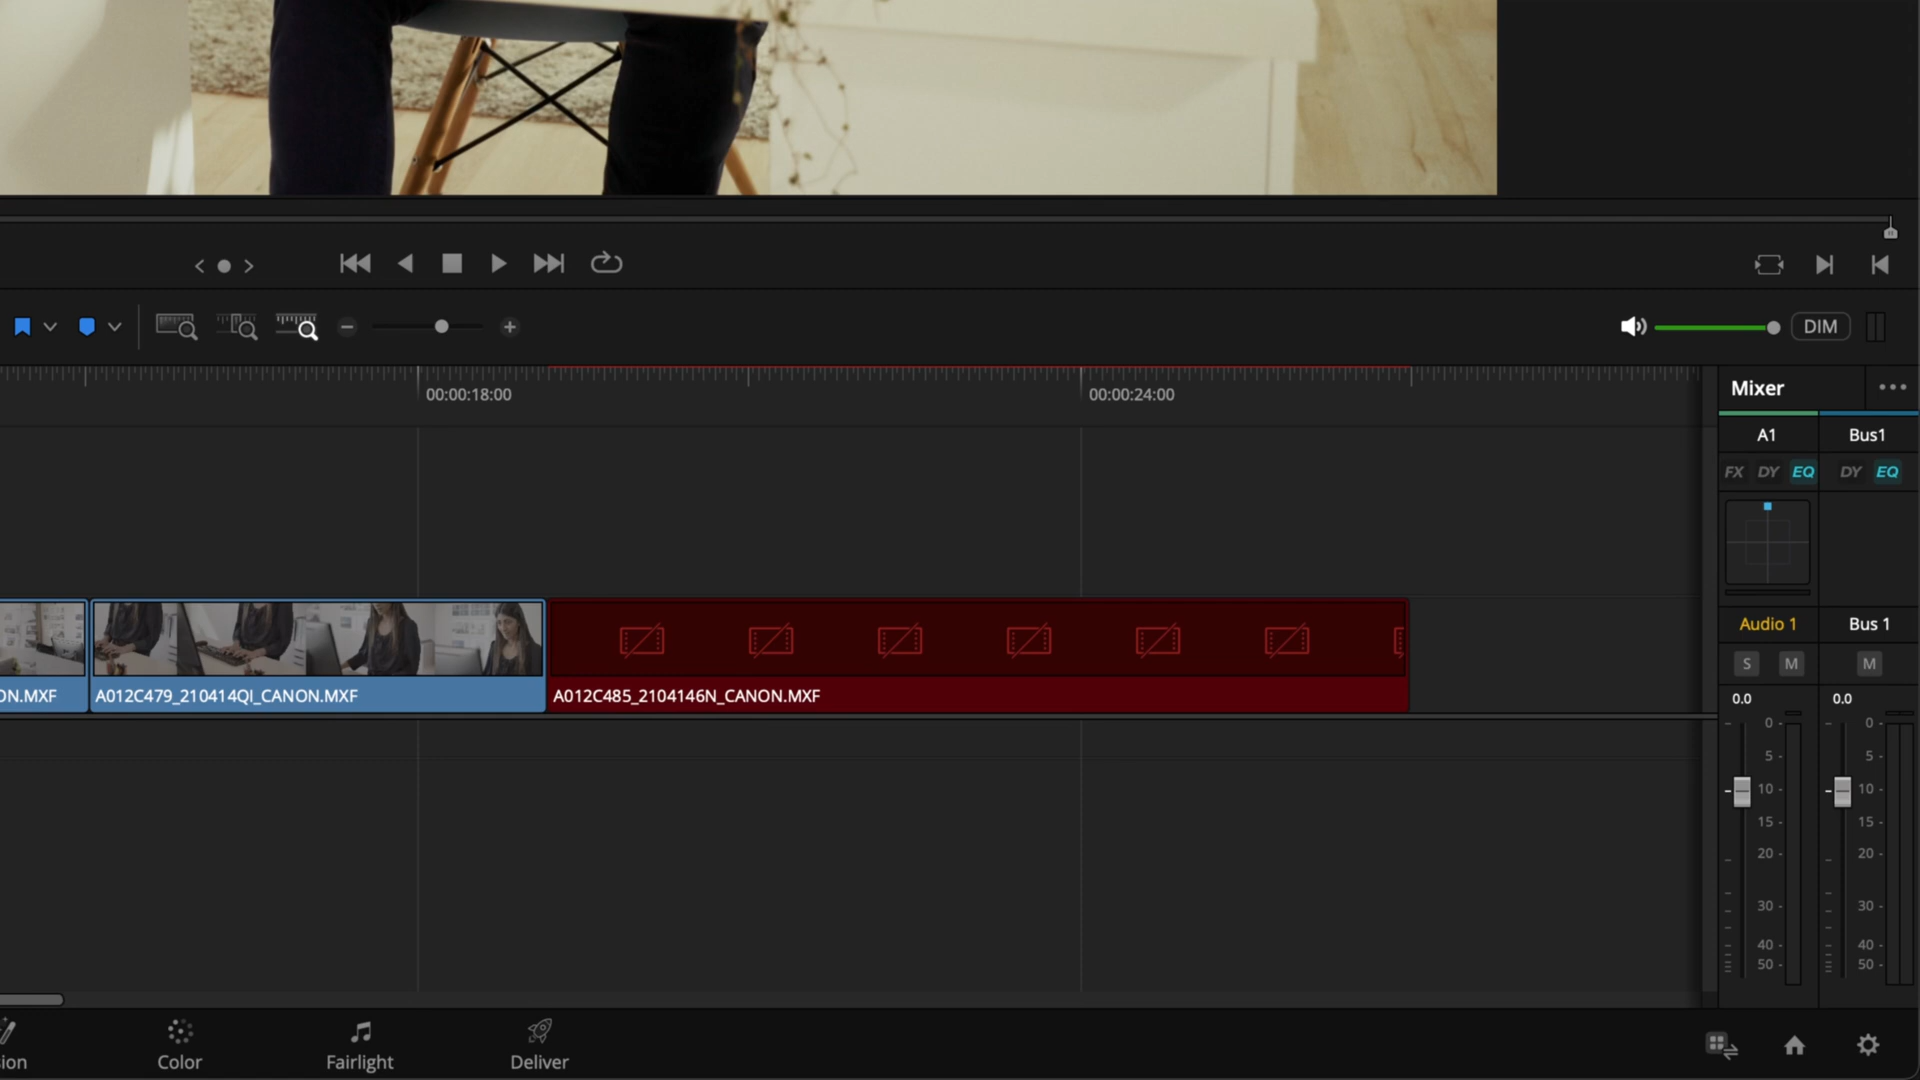 DIM
00:00:18:00
00:00:24:00
Mixer
A1
Bus1
FX DY EQ
DY EQ
Audio 1
Bus 1
S M
M
0.0
0.0
0
5
10
15
20
30
40
50
0
5
10
15
20
30
40
50
ON.MXF
A012C479_210414QI_CANON.MXF
A012C485_2104146N_CANON.MXF
sion
Color
Fairlight
Deliver